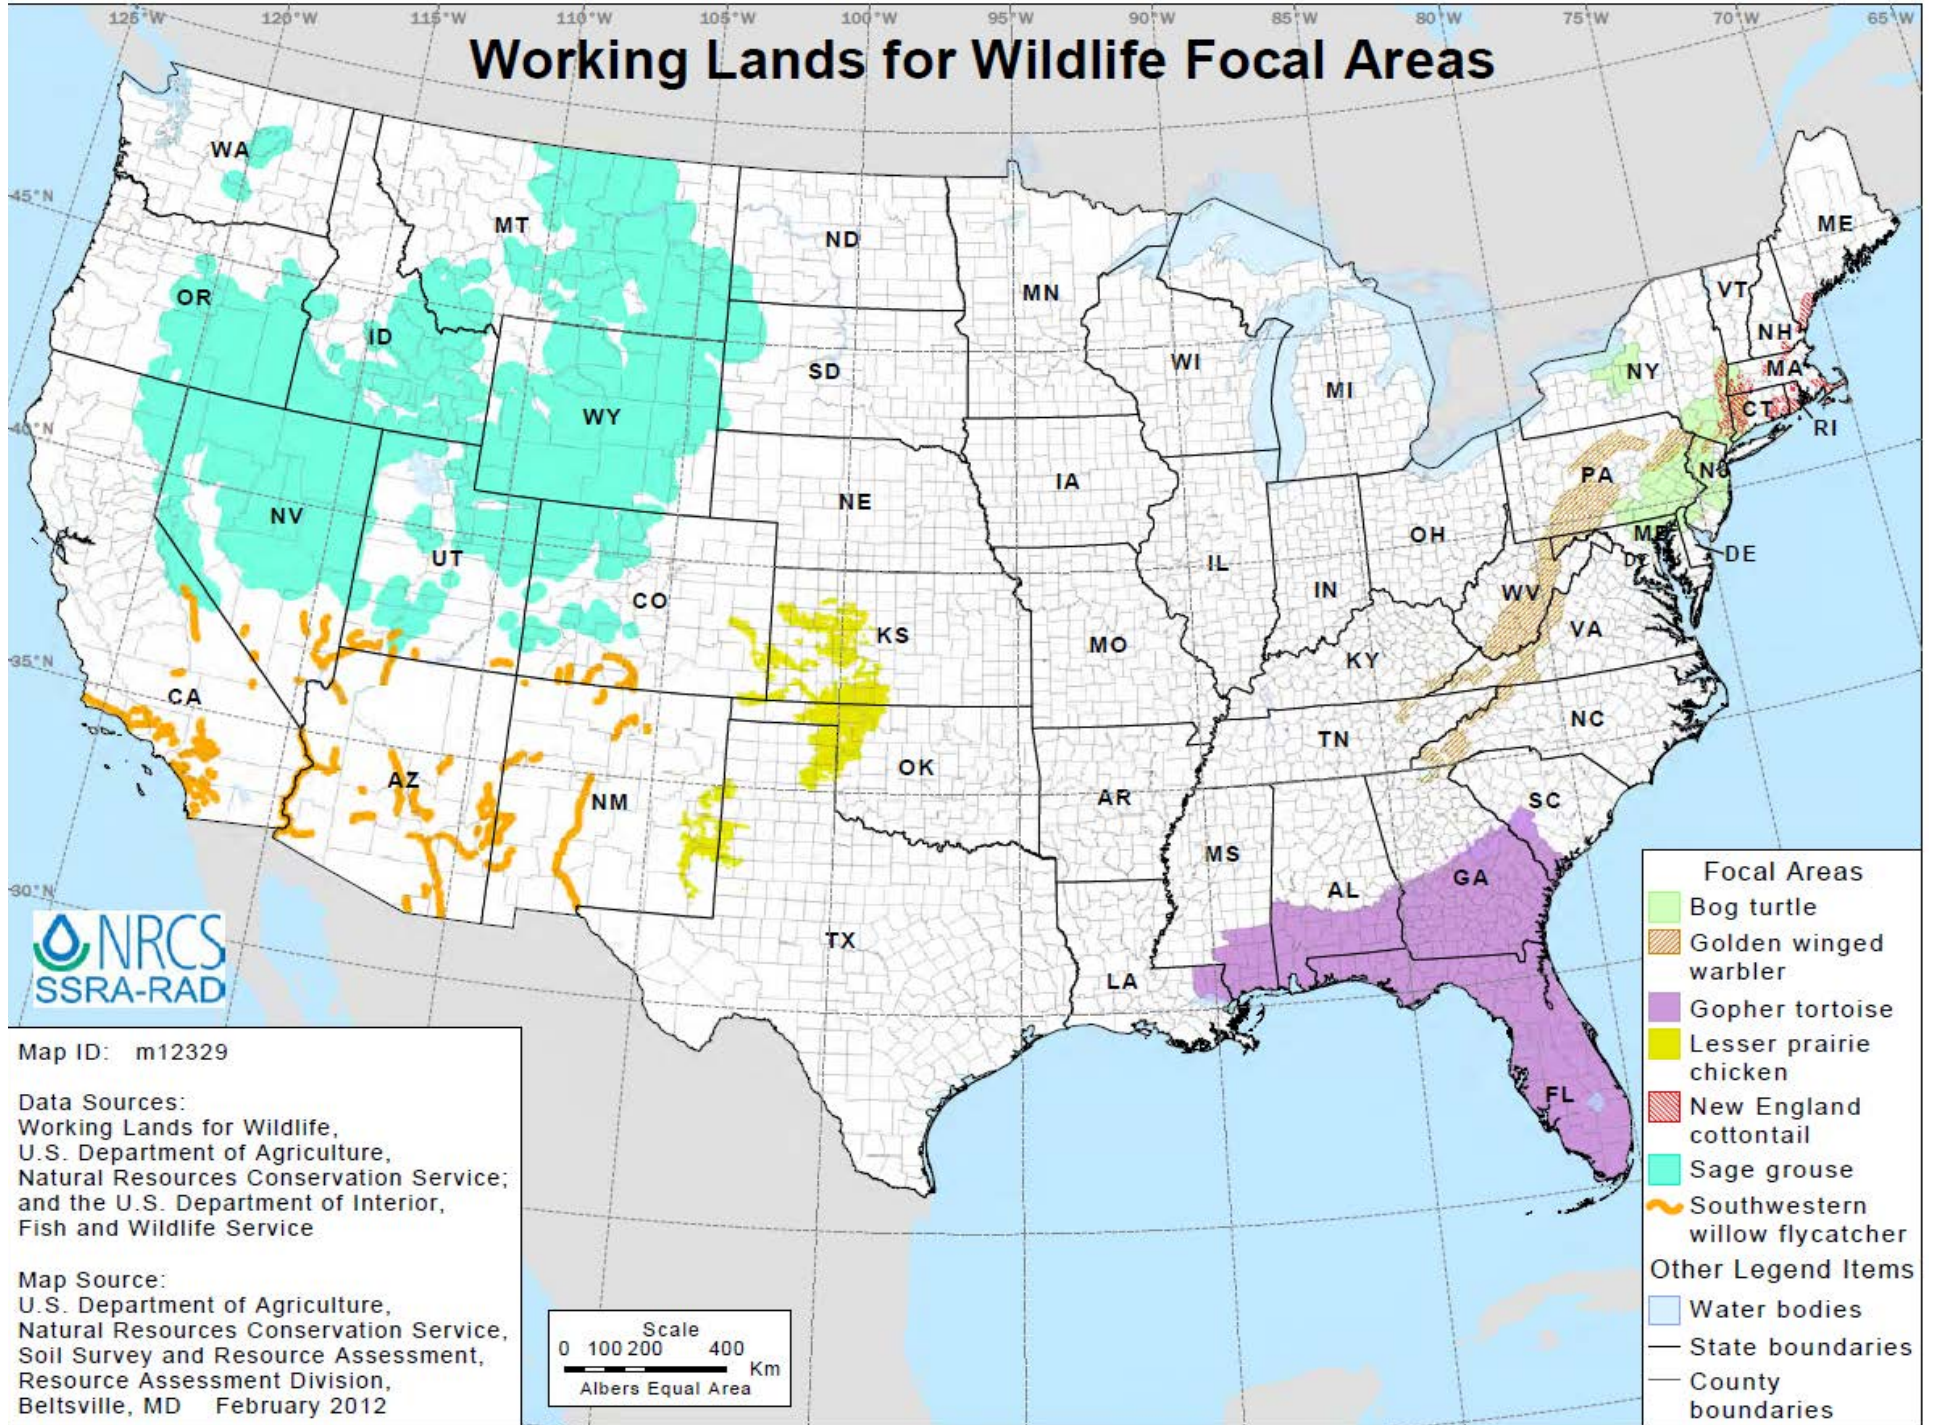 125°W 120°W 115°W 110°W 105°W 100°W 95°W 90°W 85°W 80°W 75°W 70°W 65°W
Working Lands for Wildlife Focal Areas
45°N
40°N
35°N
30°N
WA
MT
ND
MN
ME
OR
ID
SD
WI
MI
VT
NH
NY
MA
CT
RI
WY
NE
IA
PA
NJ
NV
UT
CO
KS
MO
IL
IN
OH
WV
MD
DC
DE
VA
KY
CA
AZ
NM
OK
AR
TN
NC
SC
MS
AL
GA
TX
LA
FL
NRCS
SSRA-RAD
Map ID: m12329
Data Sources:
Working Lands for Wildlife,
U.S. Department of Agriculture,
Natural Resources Conservation Service;
and the U.S. Department of Interior,
Fish and Wildlife Service
Map Source:
U.S. Department of Agriculture,
Natural Resources Conservation Service,
Soil Survey and Resource Assessment,
Resource Assessment Division,
Beltsville, MD February 2012
Scale
0 100 200 400
Km
Albers Equal Area
Focal Areas
Bog turtle
Golden winged
warbler
Gopher tortoise
Lesser prairie
chicken
New England
cottontail
Sage grouse
Southwestern
willow flycatcher
Other Legend Items
Water bodies
State boundaries
County
boundaries